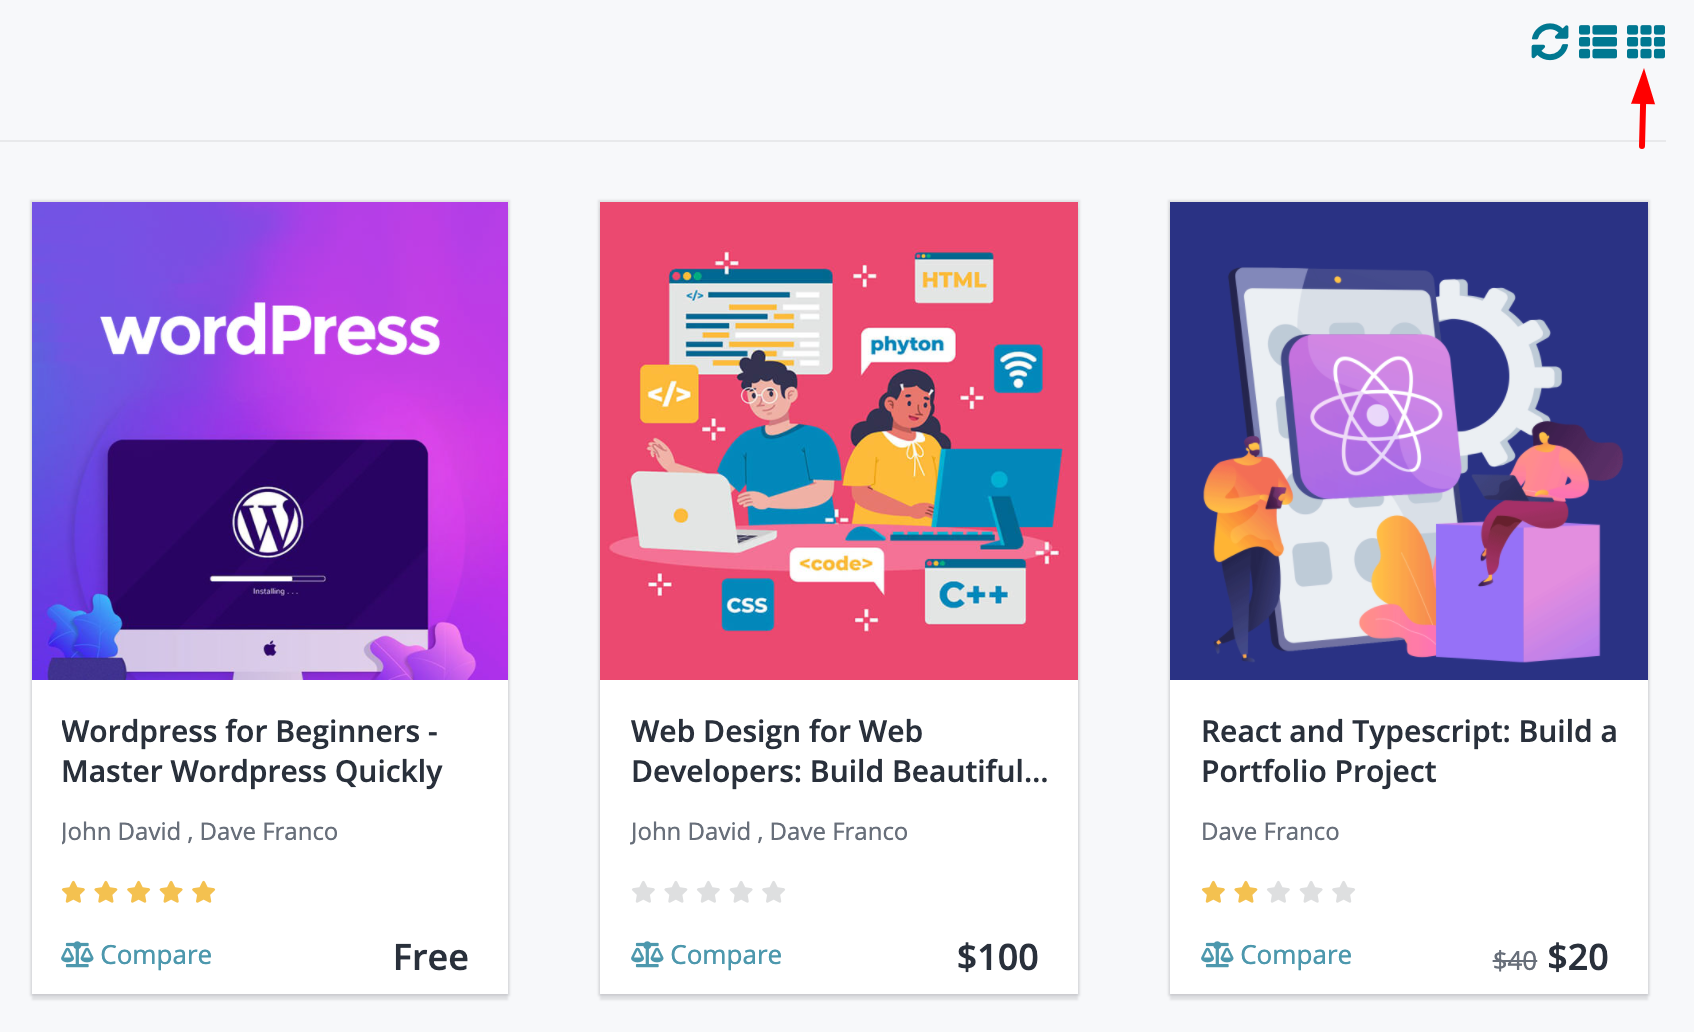 wordPress
Installing . . .
</>
HTML
phyton
</>
<code>
CSS
C++
Wordpress for Beginners -
Master Wordpress Quickly
John David , Dave Franco
Compare
Free
Web Design for Web
Developers: Build Beautiful...
John David , Dave Franco
Compare
$100
React and Typescript: Build a
Portfolio Project
Dave Franco
Compare
$40 $20